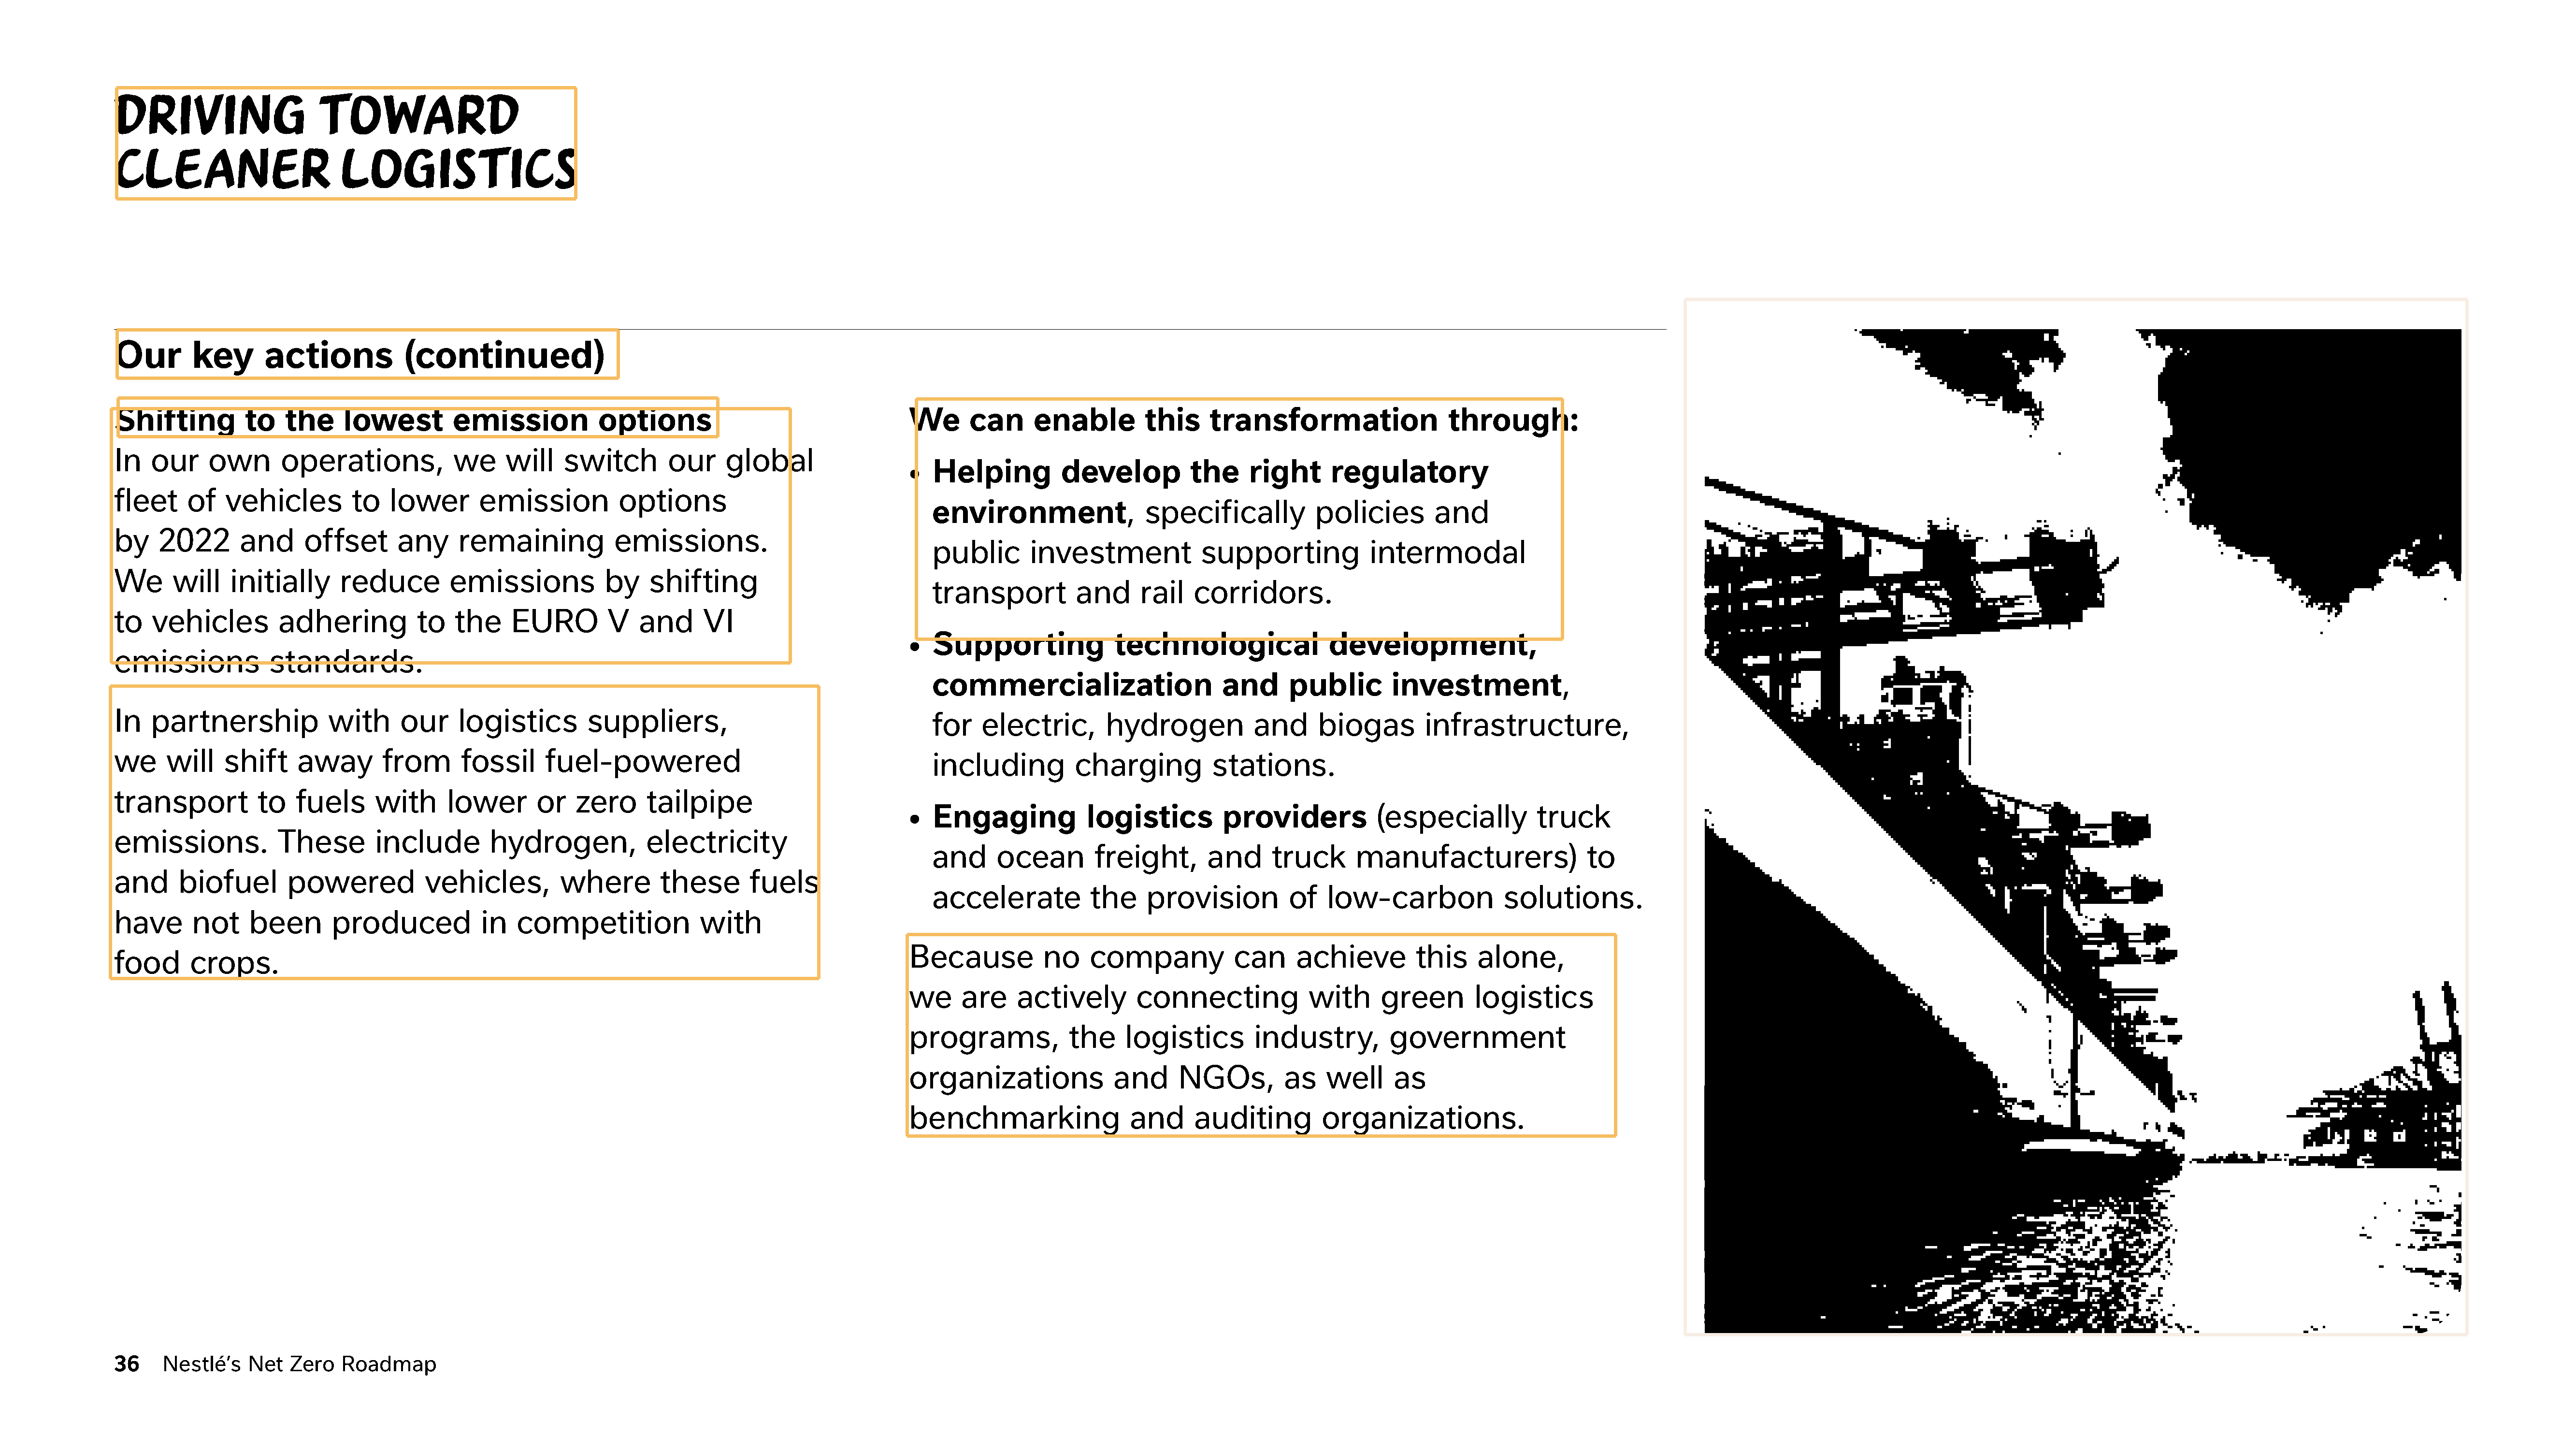 DRIVING TOWARD
CLEANER LOGISTICS
Our key actions (continued)
Shifting to the lowest emission options
In our own operations, we will switch our global
fleet of vehicles to lower emission options
by 2022 and offset any remaining emissions.
We will initially reduce emissions by shifting
to vehicles adhering to the EURO V and VI
emissions standards.
In partnership with our logistics suppliers,
we will shift away from fossil fuel-powered
transport to fuels with lower or zero tailpipe
emissions. These include hydrogen, electricity
and biofuel powered vehicles, where these fuels
have not been produced in competition with
food crops.
We can enable this transformation through:
• Helping develop the right regulatory
environment, specifically policies and
public investment supporting intermodal
transport and rail corridors.
• Supporting technological development,
commercialization and public investment,
for electric, hydrogen and biogas infrastructure,
including charging stations.
• Engaging logistics providers (especially truck
and ocean freight, and truck manufacturers) to
accelerate the provision of low-carbon solutions.
Because no company can achieve this alone,
we are actively connecting with green logistics
programs, the logistics industry, government
organizations and NGOs, as well as
benchmarking and auditing organizations.
36 Nestlé's Net Zero Roadmap